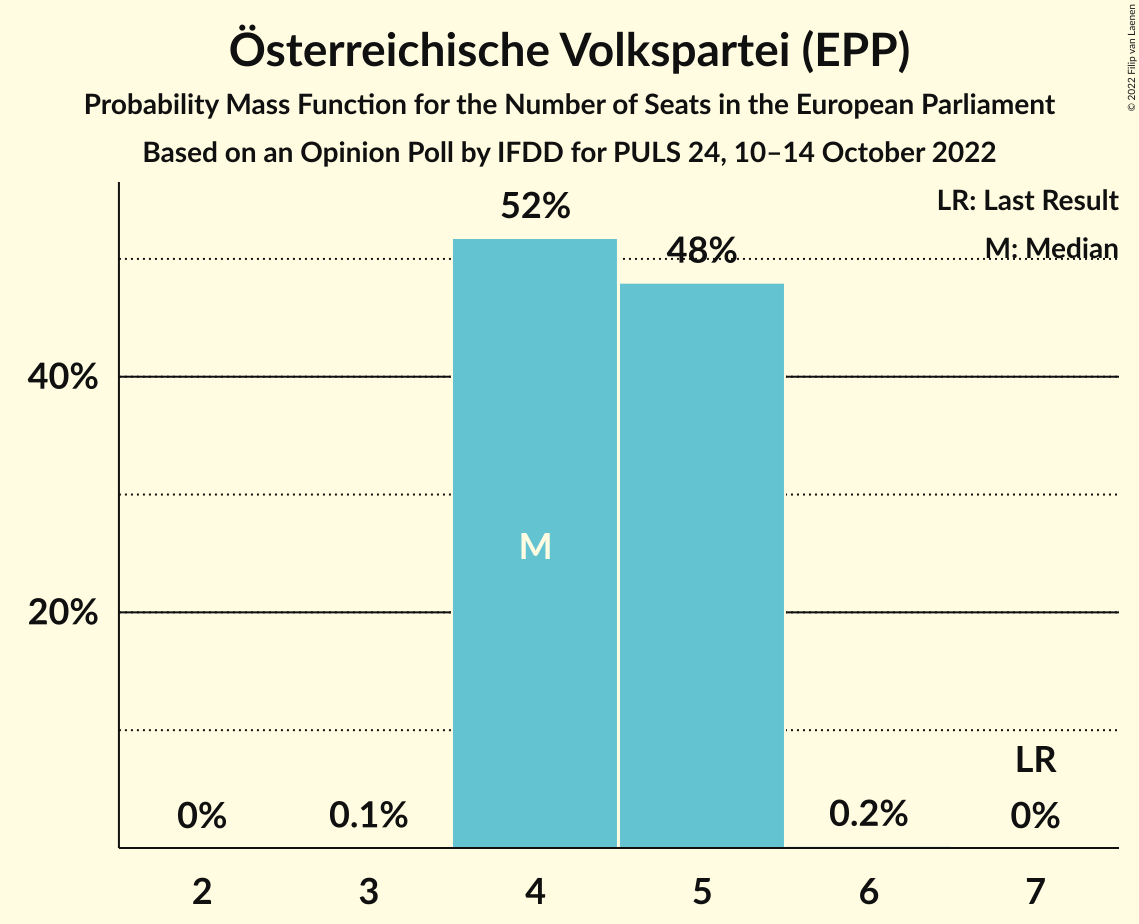 Österreichische Volkspartei (EPP)
Probability Mass Function for the Number of Seats in the European Parliament
Based on an Opinion Poll by IFDD for PULS 24, 10–14 October 2022
© 2022 Filip van Laenen
LR: Last Result
M: Median
52%
48%
40%
M
20%
LR
0%
0.1%
0.2%
0%
2
3
4
5
6
7